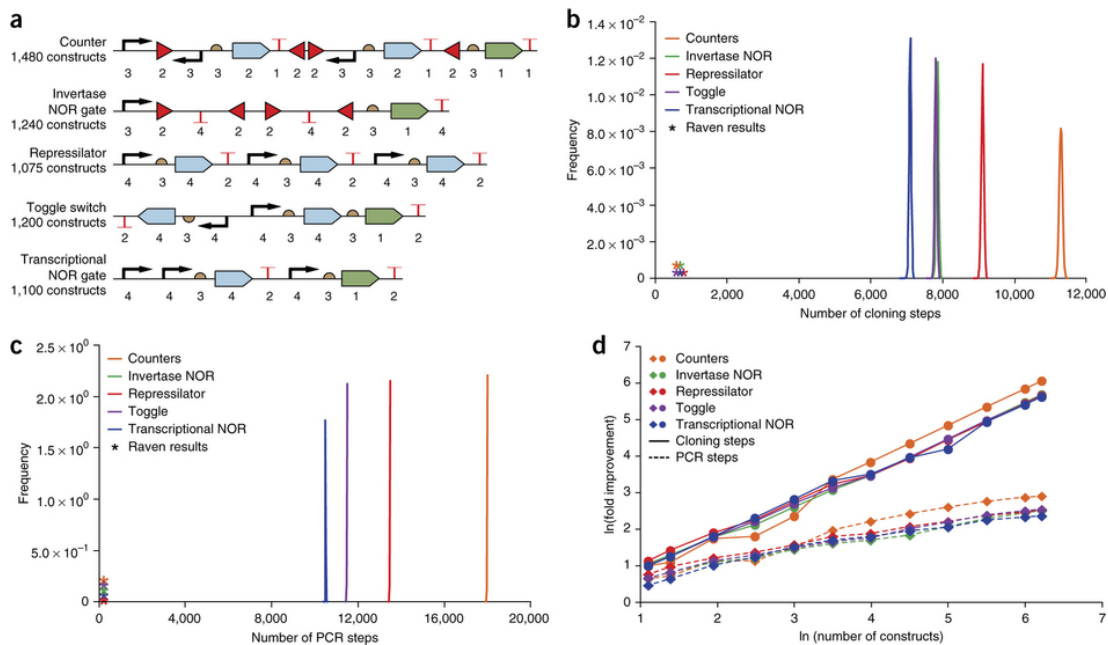 a
Counter
1,480 constructs
3 2 3 3 2 1 2 2 3 3 2 1 2 3 1 1
Invertase
NOR gate
1,240 constructs
3 2 4 2 2 4 2 3 1 4
Repressilator
1,075 constructs
4 3 4 2 4 3 4 2 4 3 4 2
Toggle switch
1,200 constructs
2 4 3 4 4 3 4 3 1 2
Transcriptional
NOR gate
1,100 constructs
4 4 3 4 2 4 3 1 2
b
1.4 × 10⁻²
1.2 × 10⁻²
1.0 × 10⁻²
8.0 × 10⁻³
6.0 × 10⁻³
4.0 × 10⁻³
2.0 × 10⁻³
0
Frequency
Counters
Invertase NOR
Repressilator
Toggle
Transcriptional NOR
Raven results
0 2,000 4,000 6,000 8,000 10,000 12,000
Number of cloning steps
c
2.5 × 10⁰
2.0 × 10⁰
1.5 × 10⁰
1.0 × 10⁰
5.0 × 10⁻¹
0
Frequency
Counters
Invertase NOR
Repressilator
Toggle
Transcriptional NOR
Raven results
0 4,000 8,000 12,000 16,000 20,000
Number of PCR steps
d
7
6
5
4
3
2
1
0
ln(fold improvement)
Counters
Invertase NOR
Repressilator
Toggle
Transcriptional NOR
Cloning steps
PCR steps
1 2 3 4 5 6 7
ln (number of constructs)